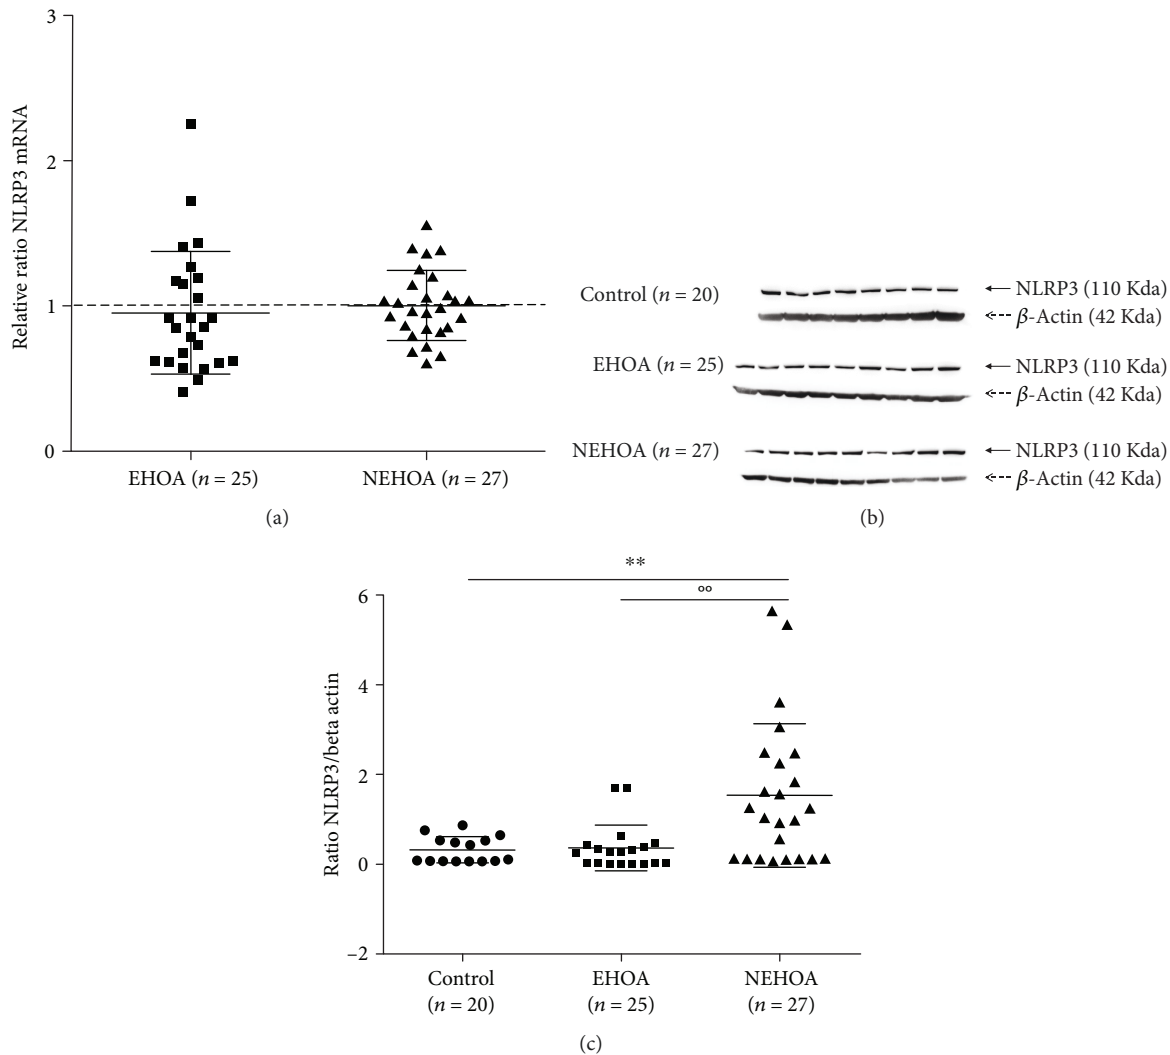 3
2
1
0
Relative ratio NLRP3 mRNA
EHOA (n = 25)
NEHOA (n = 27)
(a)
Control (n = 20)
NLRP3 (110 Kda)
β-Actin (42 Kda)
EHOA (n = 25)
NLRP3 (110 Kda)
β-Actin (42 Kda)
NEHOA (n = 27)
NLRP3 (110 Kda)
β-Actin (42 Kda)
(b)
**
°°
6
4
2
0
−2
Ratio NLRP3/beta actin
Control
(n = 20)
EHOA
(n = 25)
NEHOA
(n = 27)
(c)